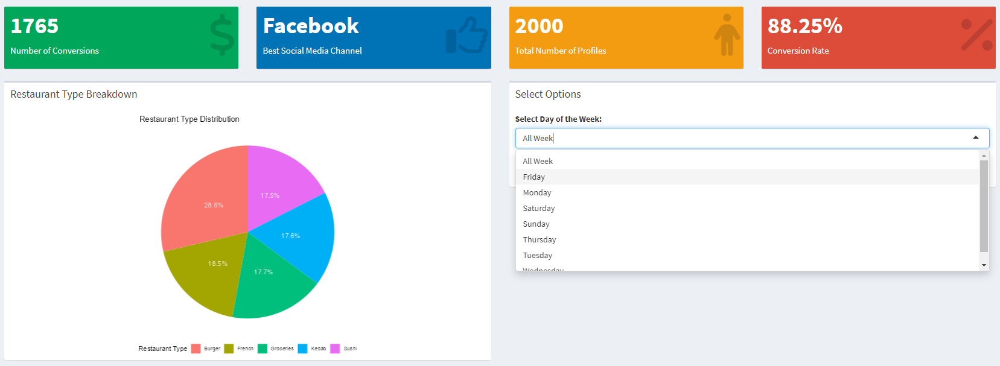 1765
Number of Conversions
Facebook
Best Social Media Channel
2000
Total Number of Profiles
88.25%
Conversion Rate
Restaurant Type Breakdown
Restaurant Type Distribution
17.5%
28.6%
17.6%
18.5%
17.7%
Restaurant Type Burger French Groceries Kebab Sushi
Select Options
Select Day of the Week:
All Week
All Week
Friday
Monday
Saturday
Sunday
Thursday
Tuesday
Wednesday